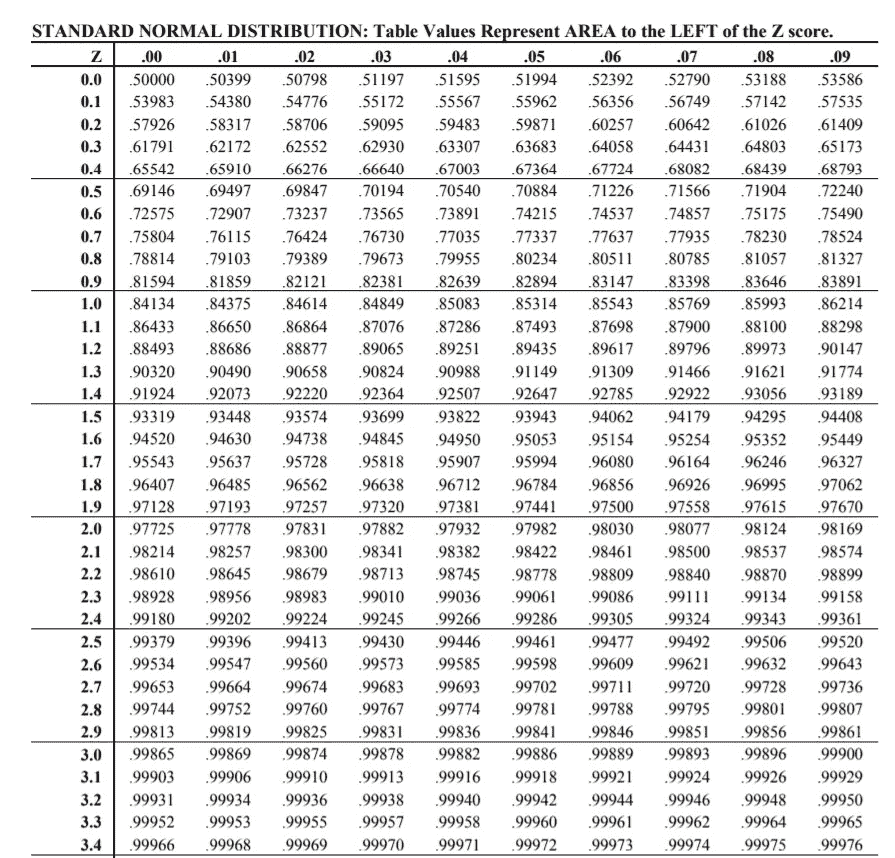 STANDARD NORMAL DISTRIBUTION: Table Values Represent AREA to the LEFT of the Z score.
Z .00 .01 .02 .03 .04 .05 .06 .07 .08 .09
0.0 .50000 .50399 .50798 .51197 .51595 .51994 .52392 .52790 .53188 .53586
0.1 .53983 .54380 .54776 .55172 .55567 .55962 .56356 .56749 .57142 .57535
0.2 .57926 .58317 .58706 .59095 .59483 .59871 .60257 .60642 .61026 .61409
0.3 .61791 .62172 .62552 .62930 .63307 .63683 .64058 .64431 .64803 .65173
0.4 .65542 .65910 .66276 .66640 .67003 .67364 .67724 .68082 .68439 .68793
0.5 .69146 .69497 .69847 .70194 .70540 .70884 .71226 .71566 .71904 .72240
0.6 .72575 .72907 .73237 .73565 .73891 .74215 .74537 .74857 .75175 .75490
0.7 .75804 .76115 .76424 .76730 .77035 .77337 .77637 .77935 .78230 .78524
0.8 .78814 .79103 .79389 .79673 .79955 .80234 .80511 .80785 .81057 .81327
0.9 .81594 .81859 .82121 .82381 .82639 .82894 .83147 .83398 .83646 .83891
1.0 .84134 .84375 .84614 .84849 .85083 .85314 .85543 .85769 .85993 .86214
1.1 .86433 .86650 .86864 .87076 .87286 .87493 .87698 .87900 .88100 .88298
1.2 .88493 .88686 .88877 .89065 .89251 .89435 .89617 .89796 .89973 .90147
1.3 .90320 .90490 .90658 .90824 .90988 .91149 .91309 .91466 .91621 .91774
1.4 .91924 .92073 .92220 .92364 .92507 .92647 .92785 .92922 .93056 .93189
1.5 .93319 .93448 .93574 .93699 .93822 .93943 .94062 .94179 .94295 .94408
1.6 .94520 .94630 .94738 .94845 .94950 .95053 .95154 .95254 .95352 .95449
1.7 .95543 .95637 .95728 .95818 .95907 .95994 .96080 .96164 .96246 .96327
1.8 .96407 .96485 .96562 .96638 .96712 .96784 .96856 .96926 .96995 .97062
1.9 .97128 .97193 .97257 .97320 .97381 .97441 .97500 .97558 .97615 .97670
2.0 .97725 .97778 .97831 .97882 .97932 .97982 .98030 .98077 .98124 .98169
2.1 .98214 .98257 .98300 .98341 .98382 .98422 .98461 .98500 .98537 .98574
2.2 .98610 .98645 .98679 .98713 .98745 .98778 .98809 .98840 .98870 .98899
2.3 .98928 .98956 .98983 .99010 .99036 .99061 .99086 .99111 .99134 .99158
2.4 .99180 .99202 .99224 .99245 .99266 .99286 .99305 .99324 .99343 .99361
2.5 .99379 .99396 .99413 .99430 .99446 .99461 .99477 .99492 .99506 .99520
2.6 .99534 .99547 .99560 .99573 .99585 .99598 .99609 .99621 .99632 .99643
2.7 .99653 .99664 .99674 .99683 .99693 .99702 .99711 .99720 .99728 .99736
2.8 .99744 .99752 .99760 .99767 .99774 .99781 .99788 .99795 .99801 .99807
2.9 .99813 .99819 .99825 .99831 .99836 .99841 .99846 .99851 .99856 .99861
3.0 .99865 .99869 .99874 .99878 .99882 .99886 .99889 .99893 .99896 .99900
3.1 .99903 .99906 .99910 .99913 .99916 .99918 .99921 .99924 .99926 .99929
3.2 .99931 .99934 .99936 .99938 .99940 .99942 .99944 .99946 .99948 .99950
3.3 .99952 .99953 .99955 .99957 .99958 .99960 .99961 .99962 .99964 .99965
3.4 .99966 .99968 .99969 .99970 .99971 .99972 .99973 .99974 .99975 .99976